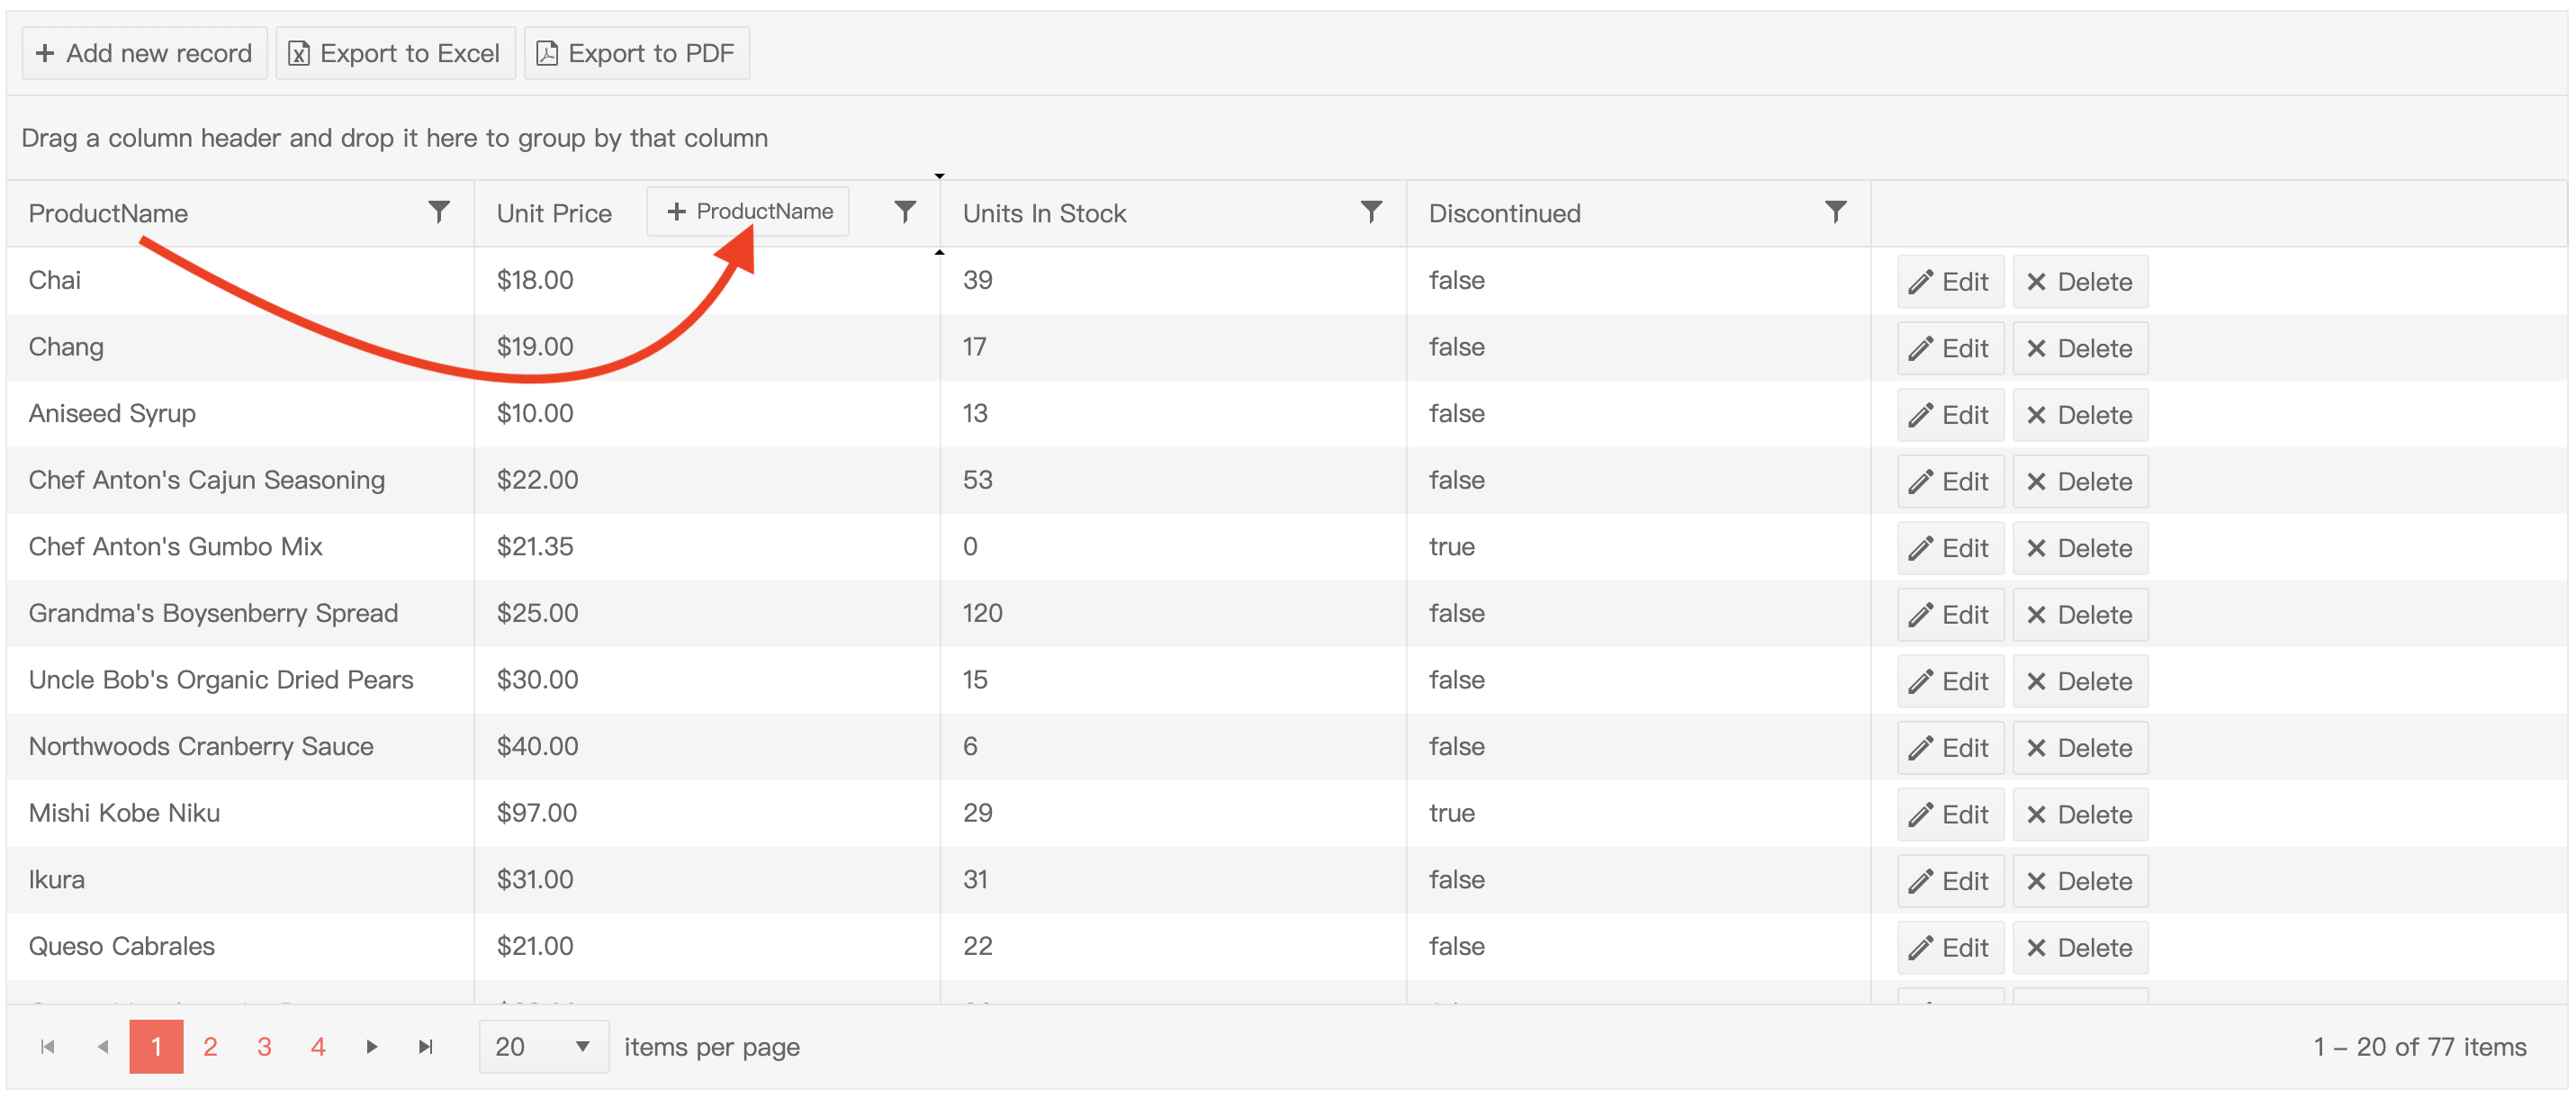 Add new record Export to Excel Export to PDF
Drag a column header and drop it here to group by that column
ProductName Unit Price ProductName Units In Stock Discontinued
Chai $18.00 39 false Edit Delete
Chang $19.00 17 false Edit Delete
Aniseed Syrup $10.00 13 false Edit Delete
Chef Anton's Cajun Seasoning $22.00 53 false Edit Delete
Chef Anton's Gumbo Mix $21.35 0 true Edit Delete
Grandma's Boysenberry Spread $25.00 120 false Edit Delete
Uncle Bob's Organic Dried Pears $30.00 15 false Edit Delete
Northwoods Cranberry Sauce $40.00 6 false Edit Delete
Mishi Kobe Niku $97.00 29 true Edit Delete
Ikura $31.00 31 false Edit Delete
Queso Cabrales $21.00 22 false Edit Delete
1 2 3 4 20 items per page 1 – 20 of 77 items